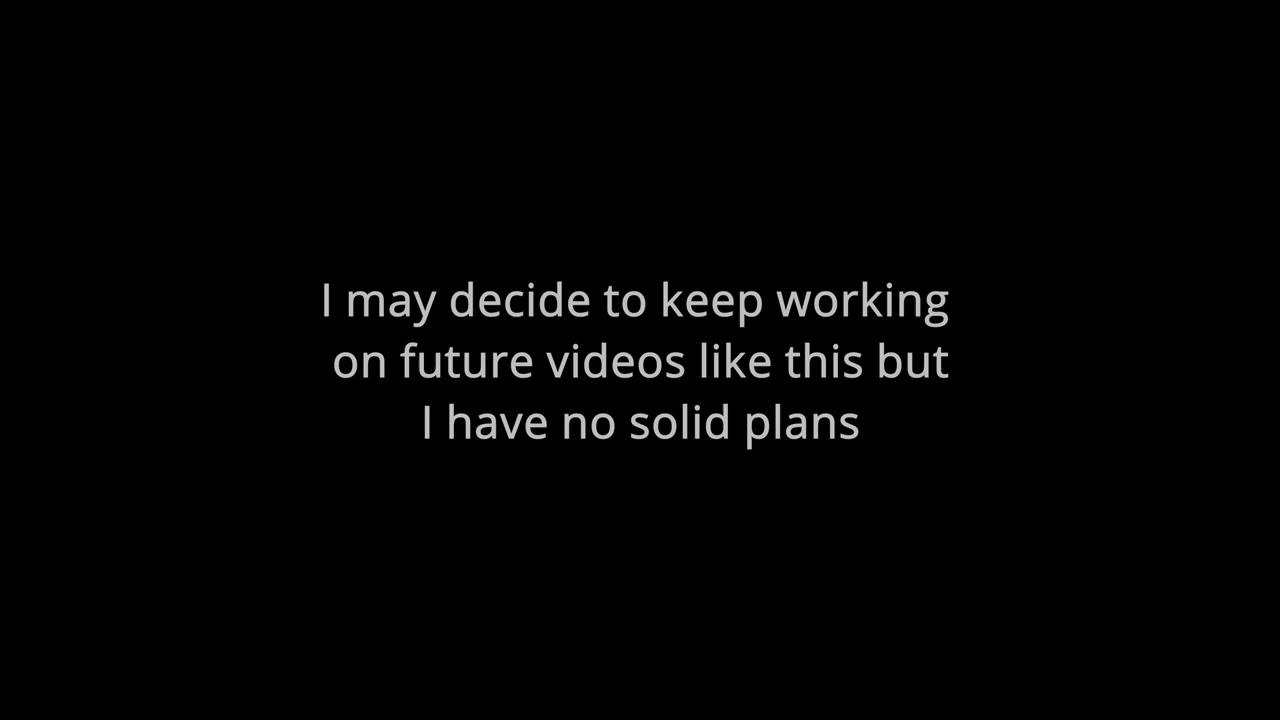 I may decide to keep working
on future videos like this but
I have no solid plans